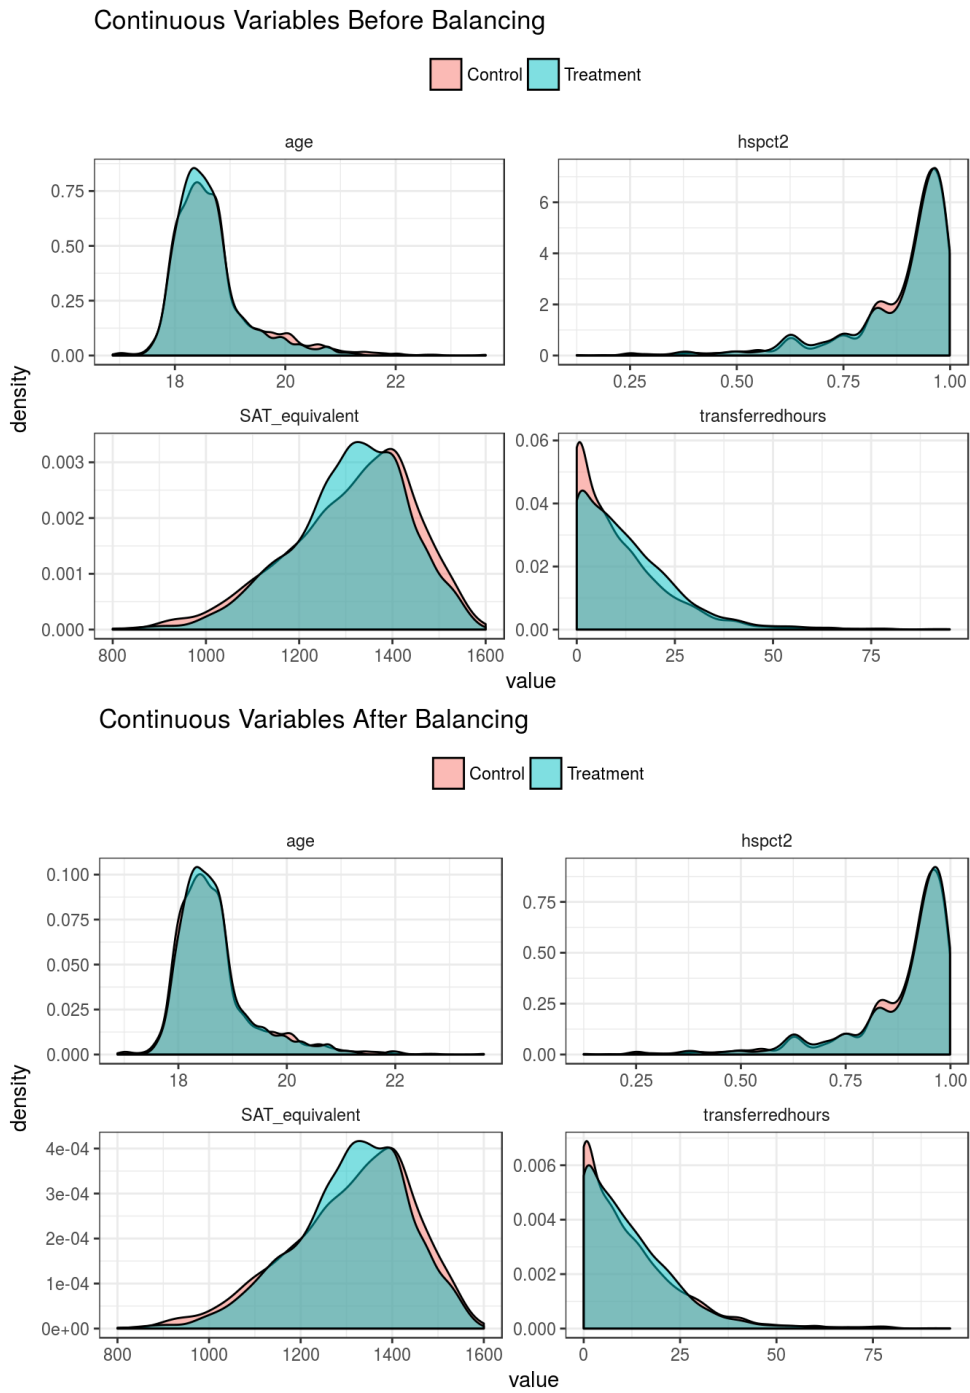 Continuous Variables Before Balancing
Control Treatment
age hspct2
0.75
0.50
0.25
0.00
6
4
2
0
18 20 22
0.25 0.50 0.75 1.00
density
SAT_equivalent transferredhours
0.003
0.002
0.001
0.000
0.06
0.04
0.02
0.00
800 1000 1200 1400 1600
0 25 50 75
value
Continuous Variables After Balancing
Control Treatment
age hspct2
0.100
0.075
0.050
0.025
0.000
0.75
0.50
0.25
0.00
18 20 22
0.25 0.50 0.75 1.00
density
SAT_equivalent transferredhours
4e-04
3e-04
2e-04
1e-04
0e+00
0.006
0.004
0.002
0.000
800 1000 1200 1400 1600
0 25 50 75
value